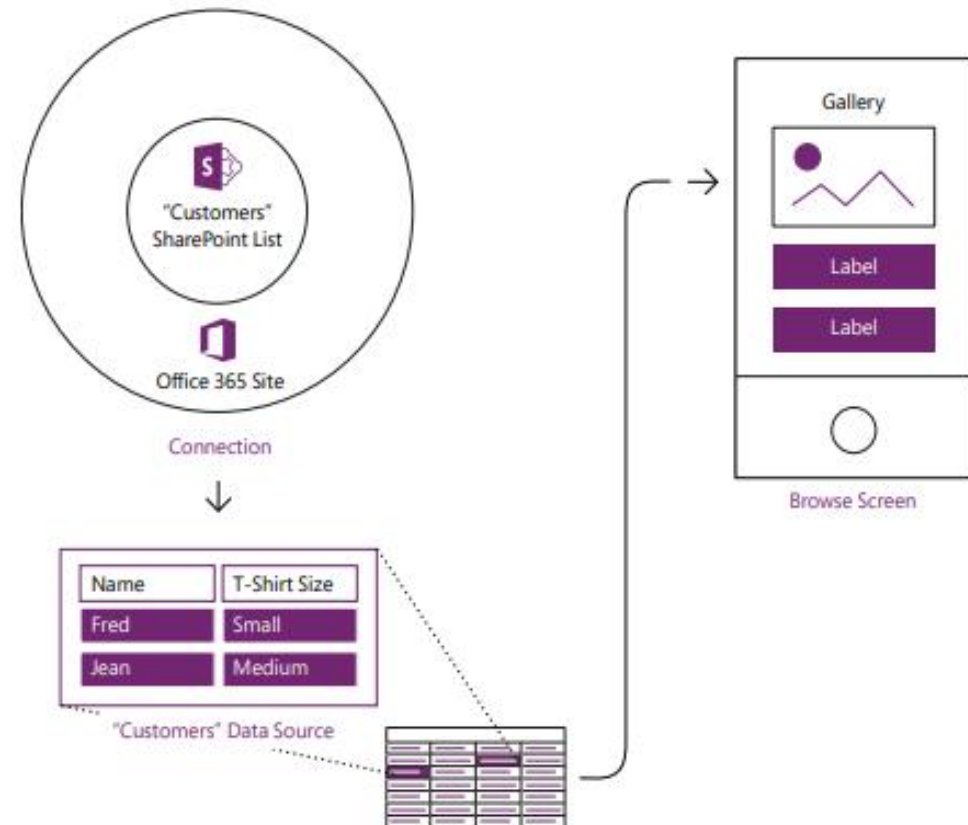 S
"Customers"
SharePoint List
Office 365 Site
Connection
Name T-Shirt Size
Fred Small
Jean Medium
"Customers" Data Source
Gallery
Label
Label
Browse Screen